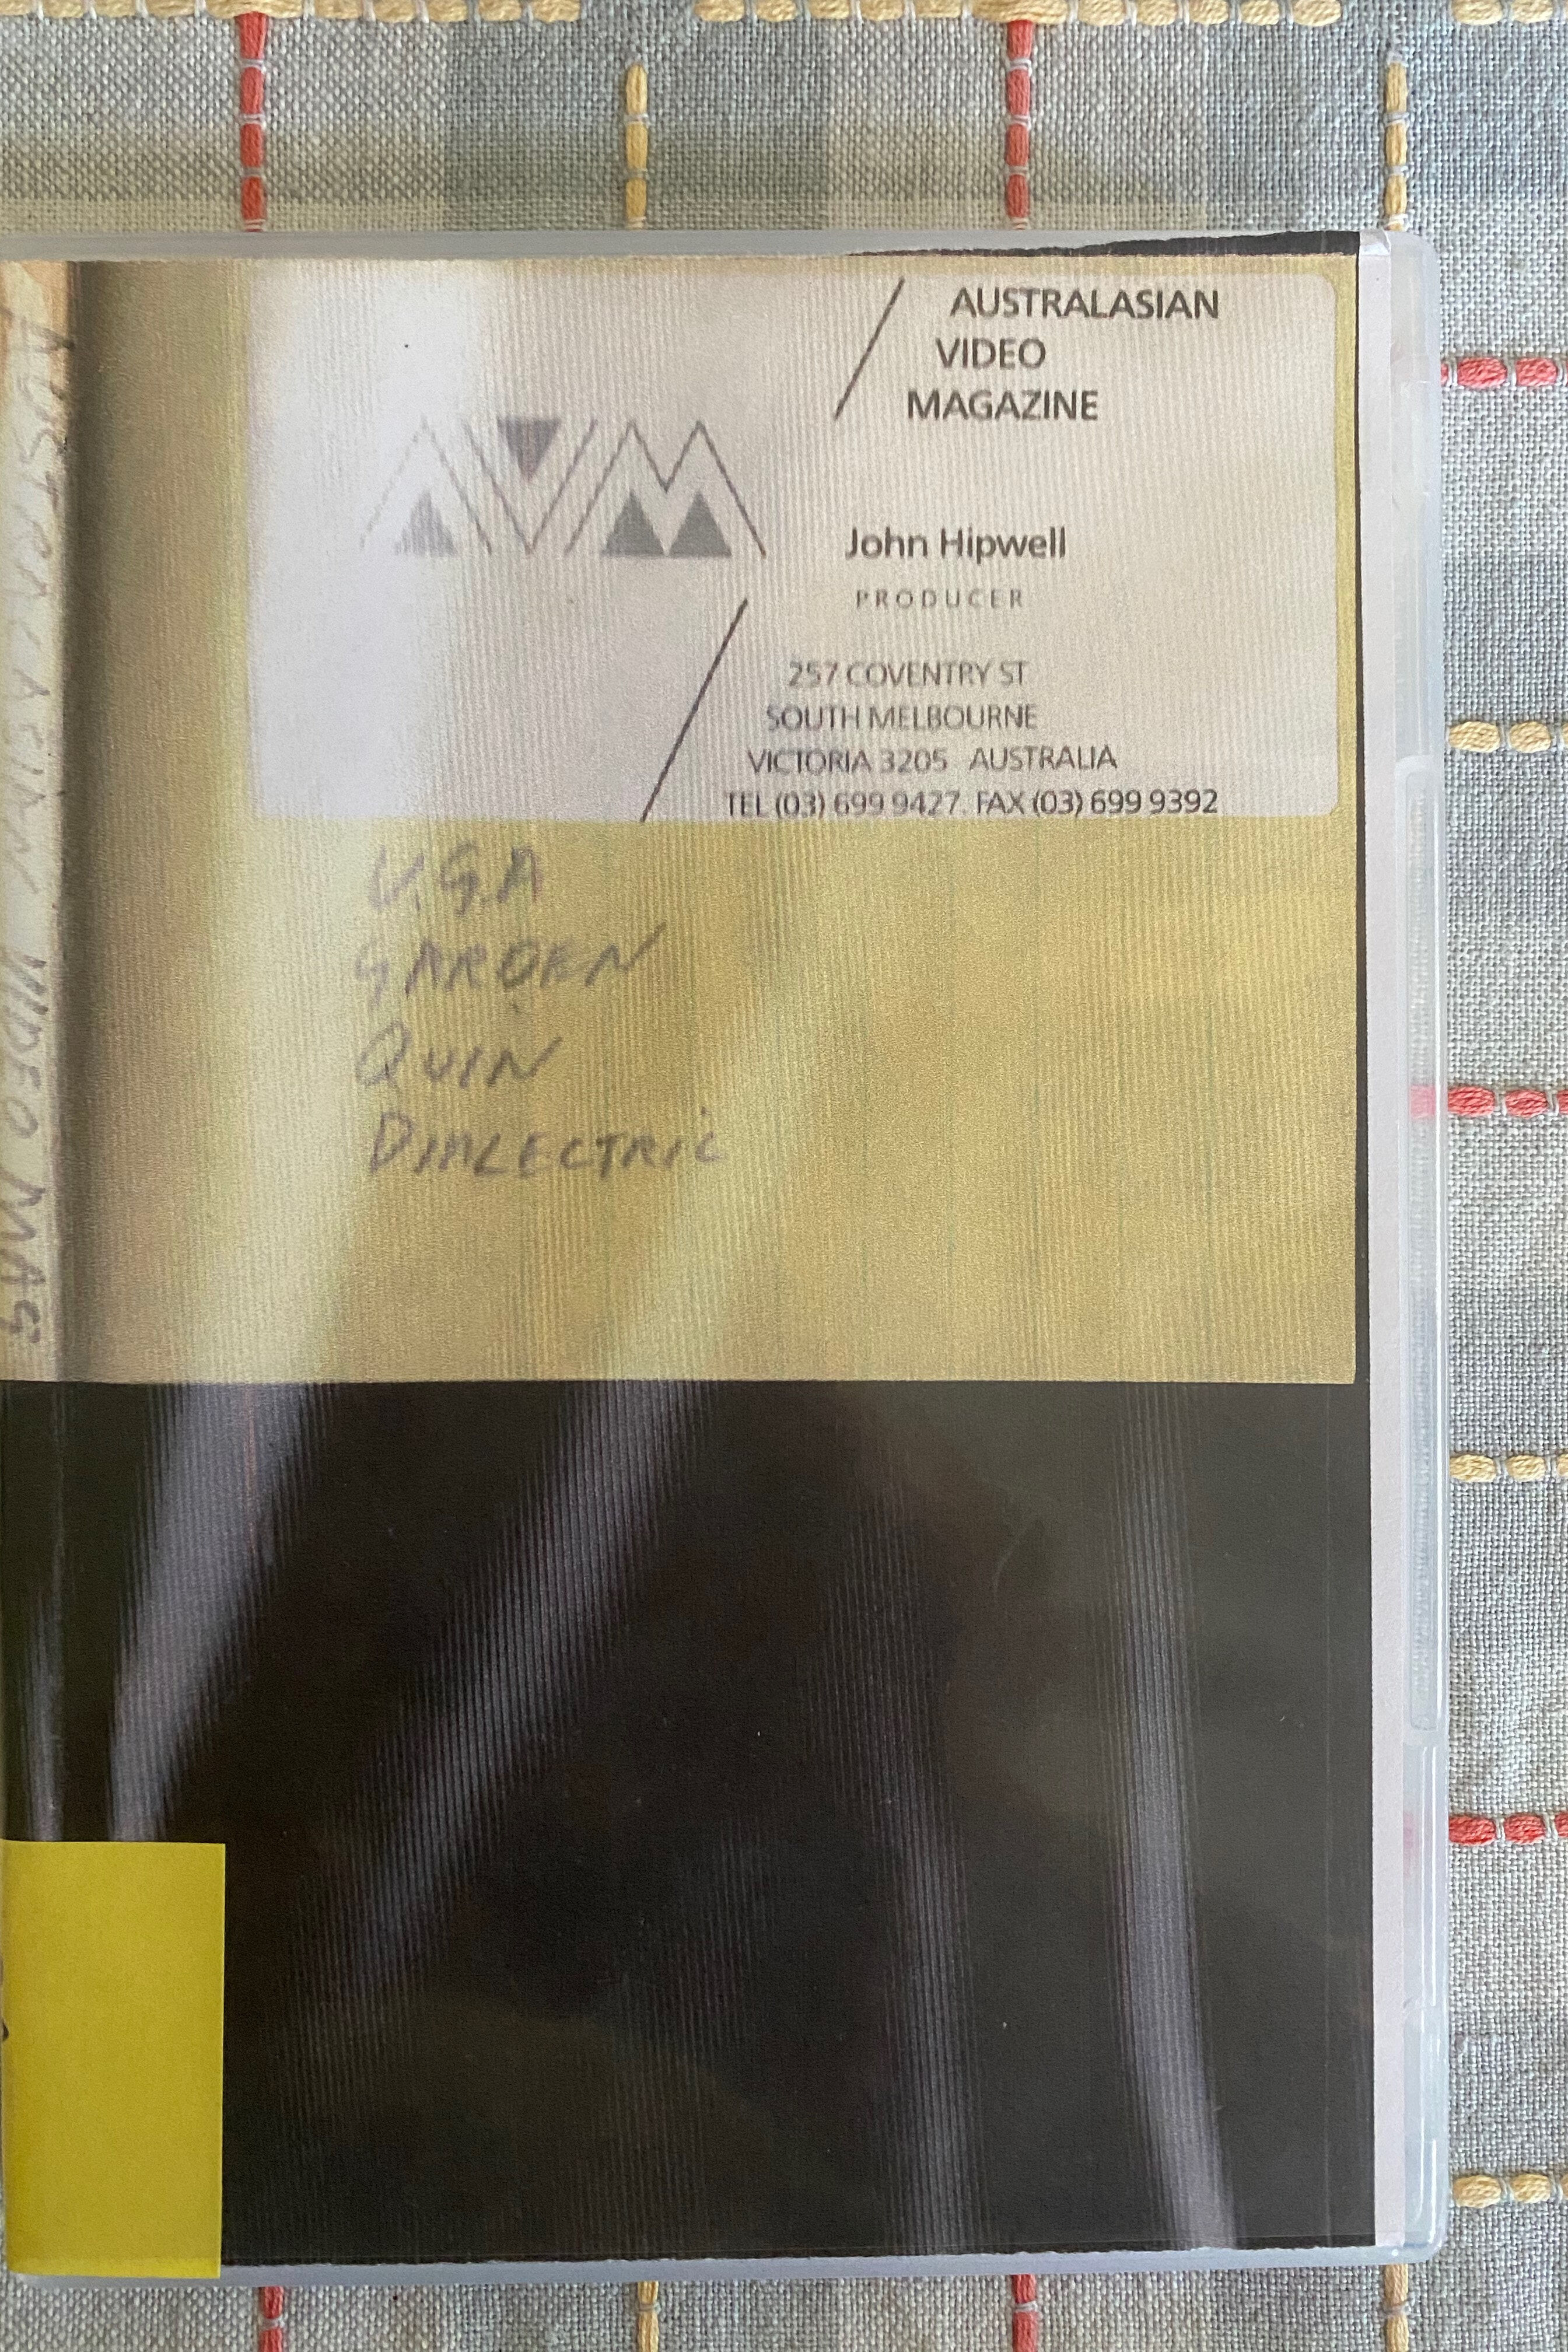 AUSTRALASIAN
VIDEO
MAGAZINE
AVM
John Hipwell
PRODUCER
257 COVENTRY ST
SOUTH MELBOURNE
VICTORIA 3205 AUSTRALIA
TEL (03) 699 9427. FAX (03) 699 9392
V.G.A
GARDEN
QUIN
DIALECTRIC
AUSTRALASIAN VIDEO MAG